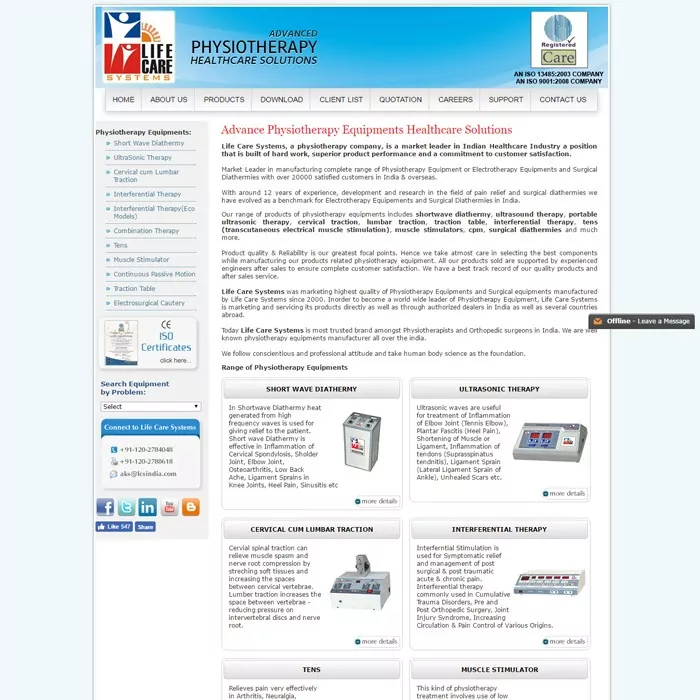 LIFE
CARE
SYSTEMS
ADVANCED
PHYSIOTHERAPY
HEALTHCARE SOLUTIONS
Registered
Care
AN ISO 13485:2003 COMPANY
AN ISO 9001:2008 COMPANY
HOME ABOUT US PRODUCTS DOWNLOAD CLIENT LIST QUOTATION CAREERS SUPPORT CONTACT US
Physiotherapy Equipments:
Short Wave Diathermy
UltraSonic Therapy
Cervical cum Lumbar
Traction
Interferential Therapy
Interferential Therapy(Eco
Models)
Combination Therapy
Tens
Muscle Stimulator
Continuous Passive Motion
Traction Table
Electrosurgical Cautery
CE
ISO
Certificates
click here...
Search Equipment
by Problem:
Select
Connect to Life Care Systems
+91-120-2784048
+91-120-2788618
aks@lcsindia.com
Like 547 Share
Advance Physiotherapy Equipments Healthcare Solutions
Life Care Systems, a physiotherapy company, is a market leader in Indian Healthcare Industry a position
that is built of hard work, superior product performance and a commitment to customer satisfaction.
Market Leader in manufacturing complete range of Physiotherapy Equipment or Electrotherapy Equipments and Surgical
Diathermies with over 20000 satisfied customers in India & overseas.
With around 12 years of experience, development and research in the field of pain relief and surgical diathermies we
have evolved as a benchmark for Electrotherapy Equipments and Surgical Diathermies in India.
Our range of products of physiotherapy equipments includes shortwave diathermy, ultrasound therapy, portable
ultrasonic therapy, cervical traction, lumbar traction, traction table, interferential therapy, tens
(transcutaneous electrical muscle stimulation), muscle stimulators, cpm, surgical diathermies and much
more.
Product quality & Reliability is our greatest focal points. Hence we take atmost care in selecting the best components
while manufacturing our products related physiotherapy equipment. All our products sold are supported by experienced
engineers after sales to ensure complete customer satisfaction. We have a best track record of our quality products and
after sales service.
Life Care Systems was marketing highest quality of Physiotherapy Equipments and Surgical equipments manufactured
by Life Care Systems since 2000. Inorder to become a world wide leader of Physiotherapy Equipment, Life Care Systems
is marketing and servicing its products directly as well as through authorized dealers in India as well as several countries
abroad.
Offline - Leave a Message
Today Life Care Systems is most trusted brand amongst Physiotherapists and Orthopedic surgeons in India. We are well
known physiotherapy equipments manufacturer all over the india.
We follow conscientious and professional attitude and take human body science as the foundation.
Range of Physiotherapy Equipments
SHORT WAVE DIATHERMY
In Shortwave Diathermy heat
generated from high
frequency waves is used for
giving relief to the patient.
Short wave Diathermy is
effective in Inflammation of
Cervical Spondylosis, Sholder
Joint, Elbow Joint,
Osteoarthritis, Low Back
Ache, Ligament Sprains in
Knee Joints, Heel Pain, Sinusitis etc
more details
ULTRASONIC THERAPY
Ultrasonic waves are useful
for treatment of Inflammation
of Elbow Joint (Tennis Elbow),
Plantar Fascitis (Heel Pain),
Shortening of Muscle or
Ligament, Inflamation of
tendons (Suprasspinatus
tendnitis), Ligament Sprain
(Lateral Ligament Sprain of
Ankle), Unhealed Scars etc.
more details
CERVICAL CUM LUMBAR TRACTION
Cervial spinal traction can
relieve muscle spasm and
nerve root compression by
streching soft tissues and
increasing the spaces
between cervical vertebrae.
Lumber traction increases the
space between vertebrae -
reducing pressure on
intervertebral discs and nerve
root.
more details
INTERFERENTIAL THERAPY
Interferntial Stimulation is
used for Symptomatic relief
and management of post
surgical & post traumatic
acute & chronic pain.
Interferential therapy
commonly used in Cumulative
Trauma Disorders, Pre and
Post Orthopedic Surgery, Joint
Injury Syndrome, Increasing
Circulation & Pain Control of Various Origins.
more details
TENS
Relieves pain very effectively
in Arthritis, Neuralgia,
MUSCLE STIMULATOR
This kind of physiotherapy
treatment involves use of low